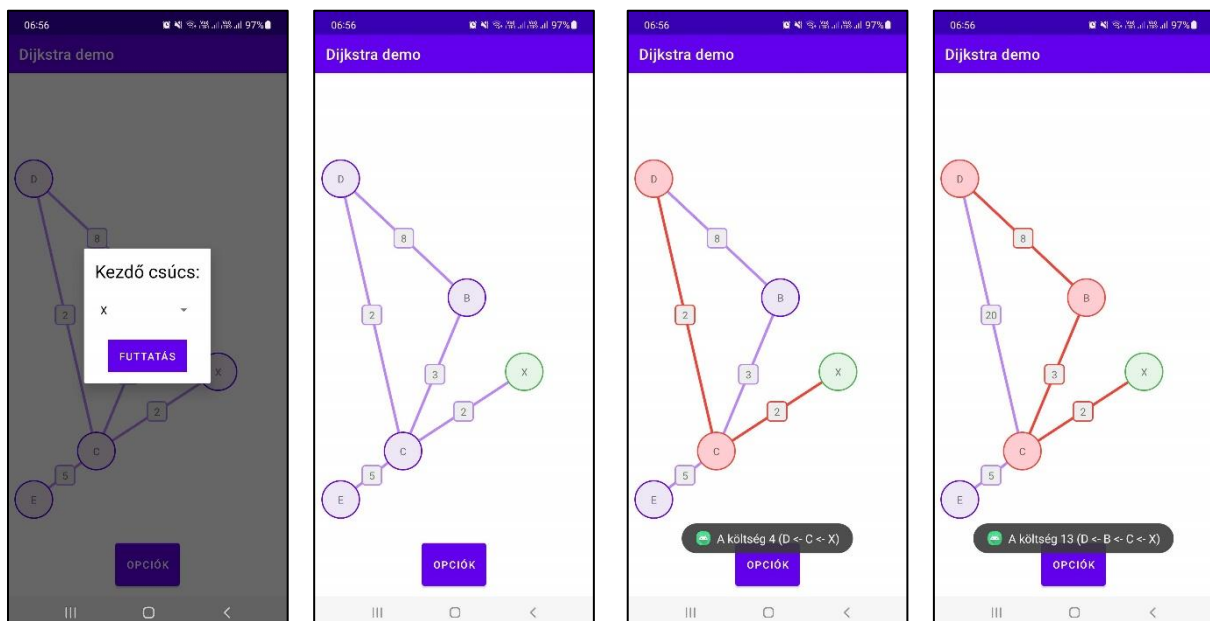 06:56
97%
Dijkstra demo
D
8
Kezdő csúcs:
X
2
FUTTATÁS
X
2
C
5
E
OPCIÓK
06:56
97%
Dijkstra demo
D
8
B
2
3
X
2
C
5
E
OPCIÓK
06:56
97%
Dijkstra demo
D
8
B
2
3
X
2
C
5
E
A költség 4 (D <- C <- X)
OPCIÓK
06:56
97%
Dijkstra demo
D
8
B
20
3
X
2
C
5
E
A költség 13 (D <- B <- C <- X)
OPCIÓK